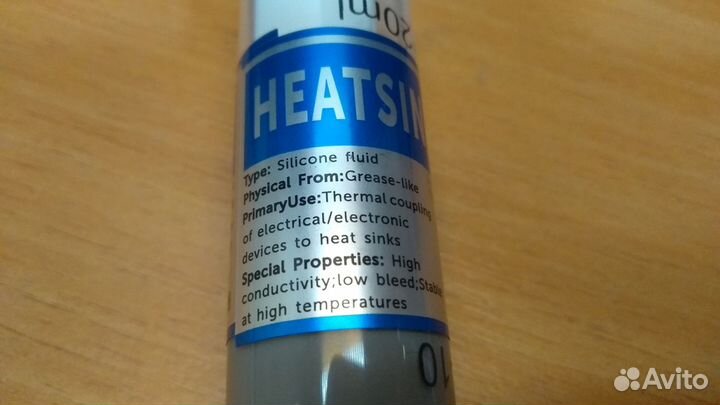 20ml
HEATSIN
Type: Silicone fluid
Physical From:Grease-like
PrimaryUse:Thermal coupling
of electrical/electronic
devices to heat sinks
Special Properties: High
conductivity;low bleed;Stable
at high temperatures
10
Avito